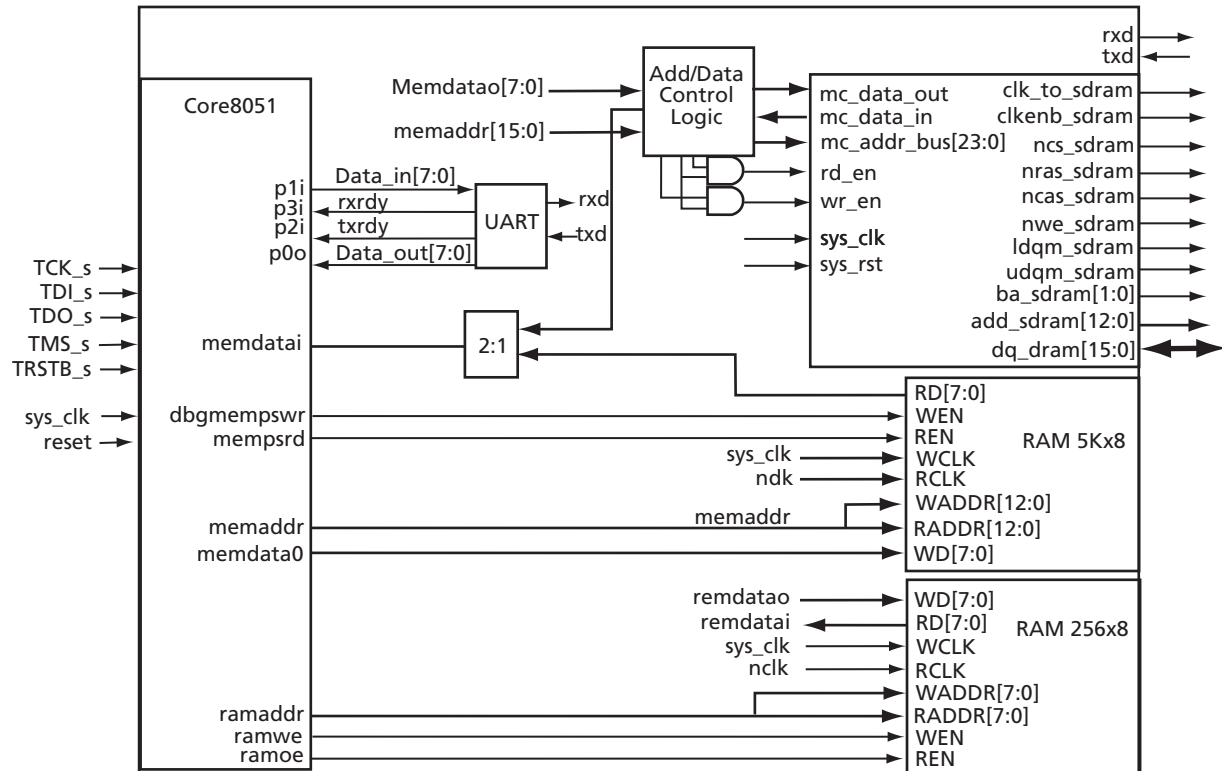 rxd
txd
Core8051
Memdatao[7:0]
memaddr[15:0]
Add/Data
Control
Logic
mc_data_out
mc_data_in
mc_addr_bus[23:0]
rd_en
wr_en
sys_clk
sys_rst
clk_to_sdram
clkenb_sdram
ncs_sdram
nras_sdram
ncas_sdram
nwe_sdram
ldqm_sdram
udqm_sdram
ba_sdram[1:0]
add_sdram[12:0]
dq_dram[15:0]
p1i
p3i
p2i
p0o
Data_in[7:0]
rxrdy
txrdy
Data_out[7:0]
UART
rxd
txd
TCK_s
TDI_s
TDO_s
TMS_s
TRSTB_s
sys_clk
reset
memdatai
2:1
dbgmempswr
mempsrd
sys_clk
ndk
memaddr
memaddr
memdata0
RD[7:0]
WEN
REN
WCLK
RCLK
WADDR[12:0]
RADDR[12:0]
WD[7:0]
RAM 5Kx8
remdatao
remdatai
sys_clk
nclk
WD[7:0]
RD[7:0]
WCLK
RCLK
WADDR[7:0]
RADDR[7:0]
WEN
REN
RAM 256x8
ramaddr
ramwe
ramoe